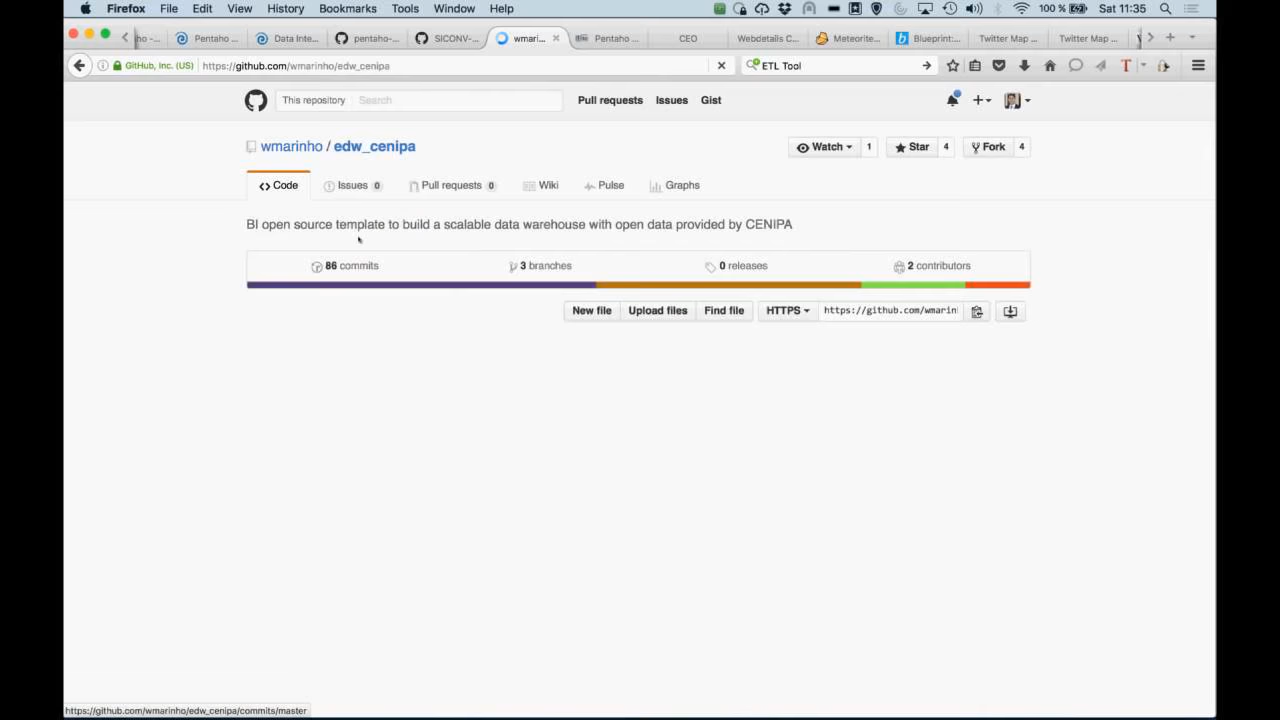 Firefox File Edit View History Bookmarks Tools Window Help 100 % Sat 11:35
ho -... Pentaho ... Data Inte... pentaho-... SICONV-... wmari... Pentaho ... CEO Webdetails C... Meteorite... Blueprint:... Twitter Map ... Twitter Map ...
GitHub, Inc. (US) https://github.com/wmarinho/edw_cenipa ETL Tool
This repository Search Pull requests Issues Gist
wmarinho / edw_cenipa Watch 1 Star 4 Fork 4
Code Issues 0 Pull requests 0 Wiki Pulse Graphs
BI open source template to build a scalable data warehouse with open data provided by CENIPA
86 commits 3 branches 0 releases 2 contributors
New file Upload files Find file HTTPS https://github.com/wmarin
https://github.com/wmarinho/edw_cenipa/commits/master